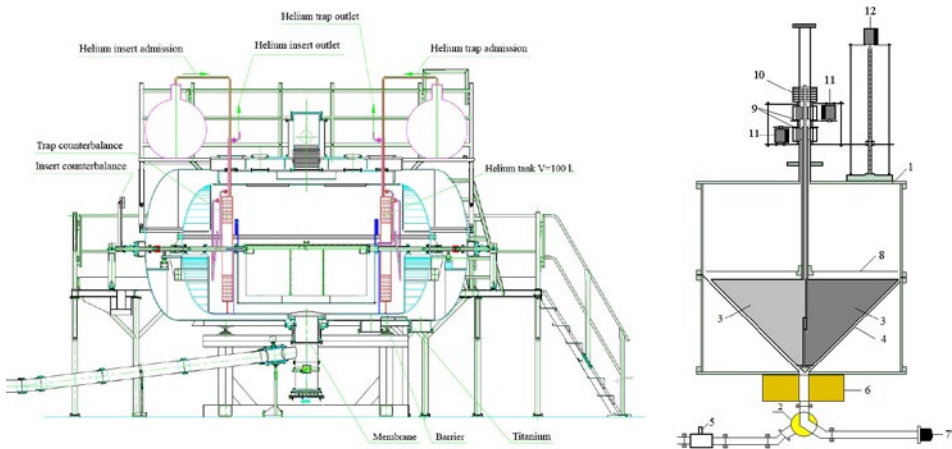 Helium trap outlet
Helium insert outlet
Helium insert admission
Helium trap admission
Trap counterbalance
Insert counterbalance
Helium tank V=100 L
Membrane
Barrier
Titanium
12
10
11
9
11
1
8
3
3
4
6
2
5
7